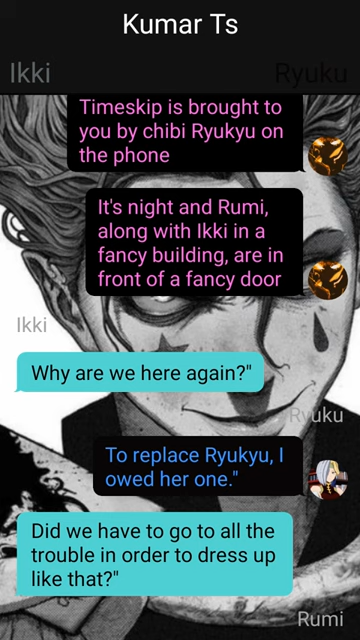 Kumar Ts
Ikki Ryuku
Timeskip is brought to
you by chibi Ryukyu on
the phone
It's night and Rumi,
along with Ikki in a
fancy building, are in
front of a fancy door
Ikki
Why are we here again?"
Ryuku
To replace Ryukyu, I
owed her one."
Did we have to go to all the
trouble in order to dress up
like that?"
Rumi